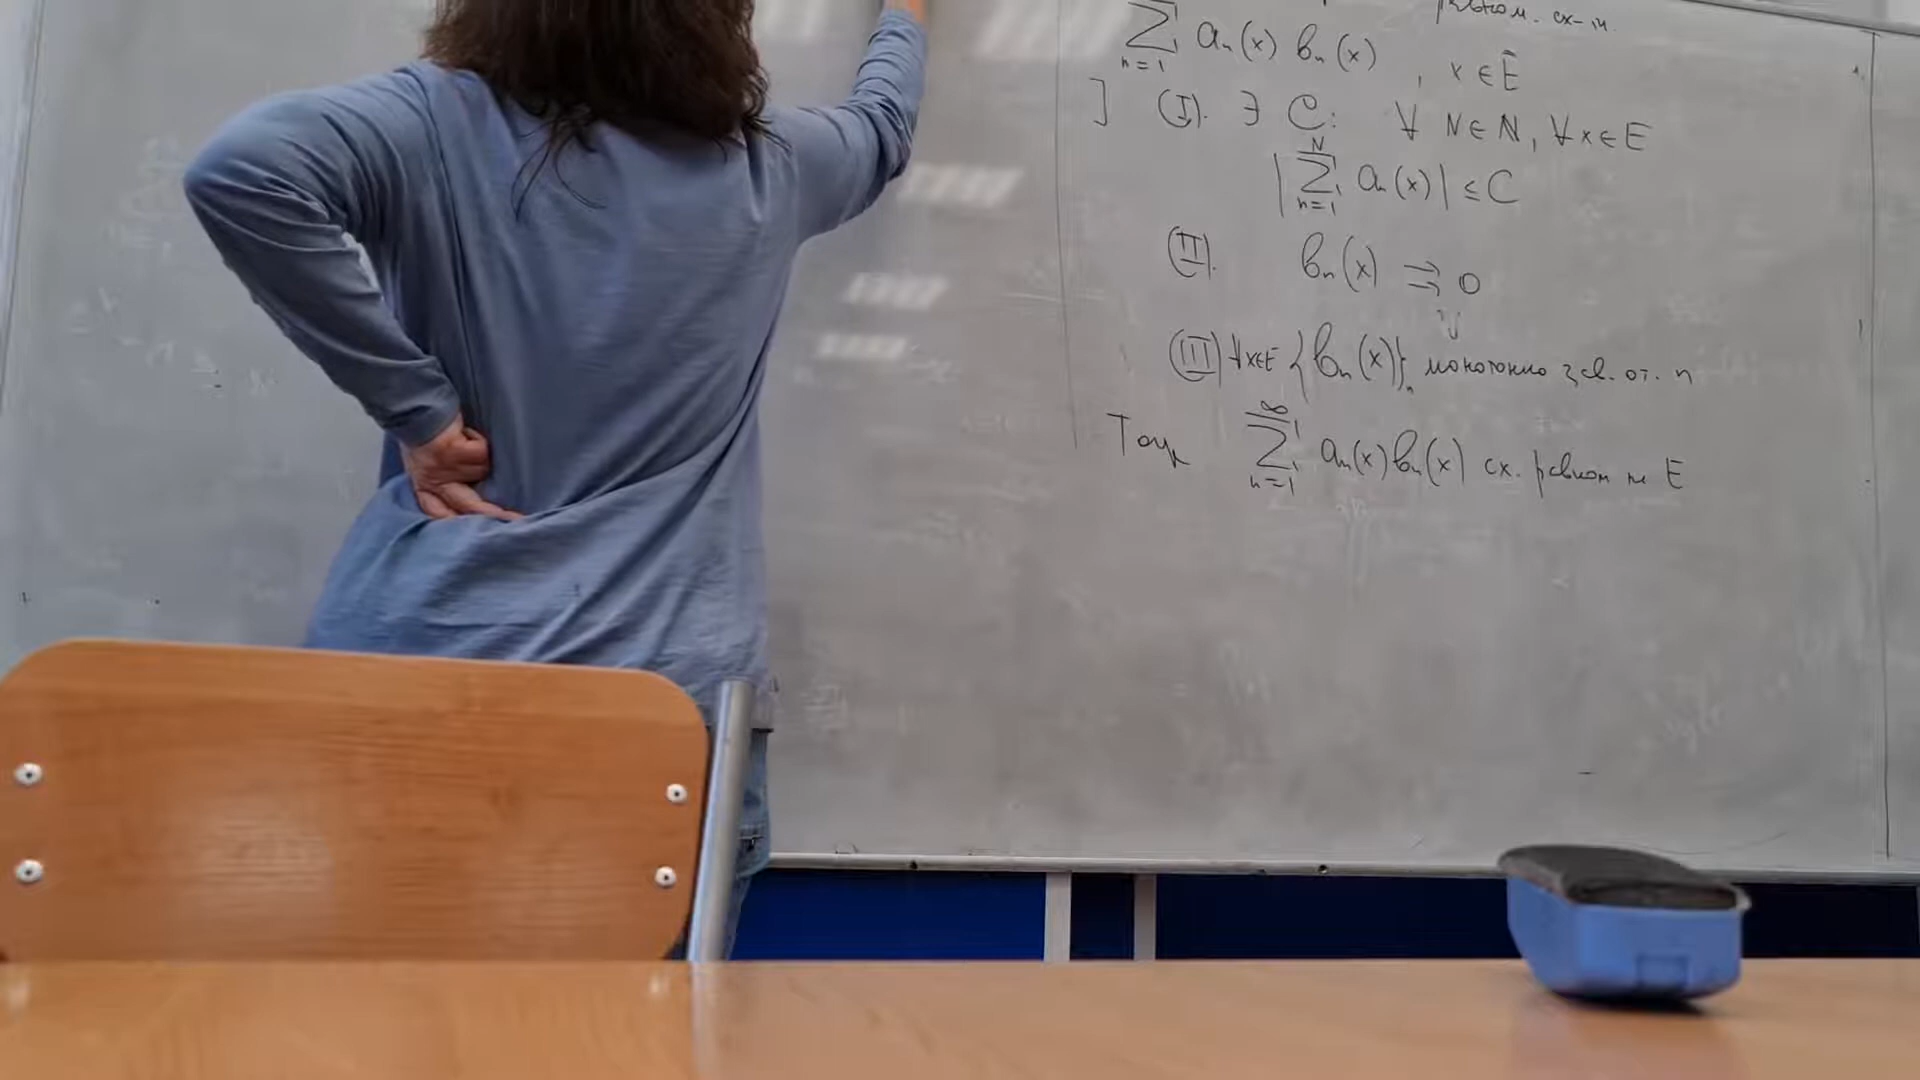 равном. сх-ти
∑ n=1 aₙ(x) bₙ(x) , x ∈ E
] (I). ∃ C: ∀ N ∈ ℕ, ∀ x ∈ E
|∑ n=1 N aₙ(x)| ≤ C
(II). bₙ(x) ⇉ 0
(III) ∀x∈E {bₙ(x)}ₙ монотонно зав. от. n
Тогда ∑ n=1 ∞ aₙ(x) bₙ(x) сх. равном на E